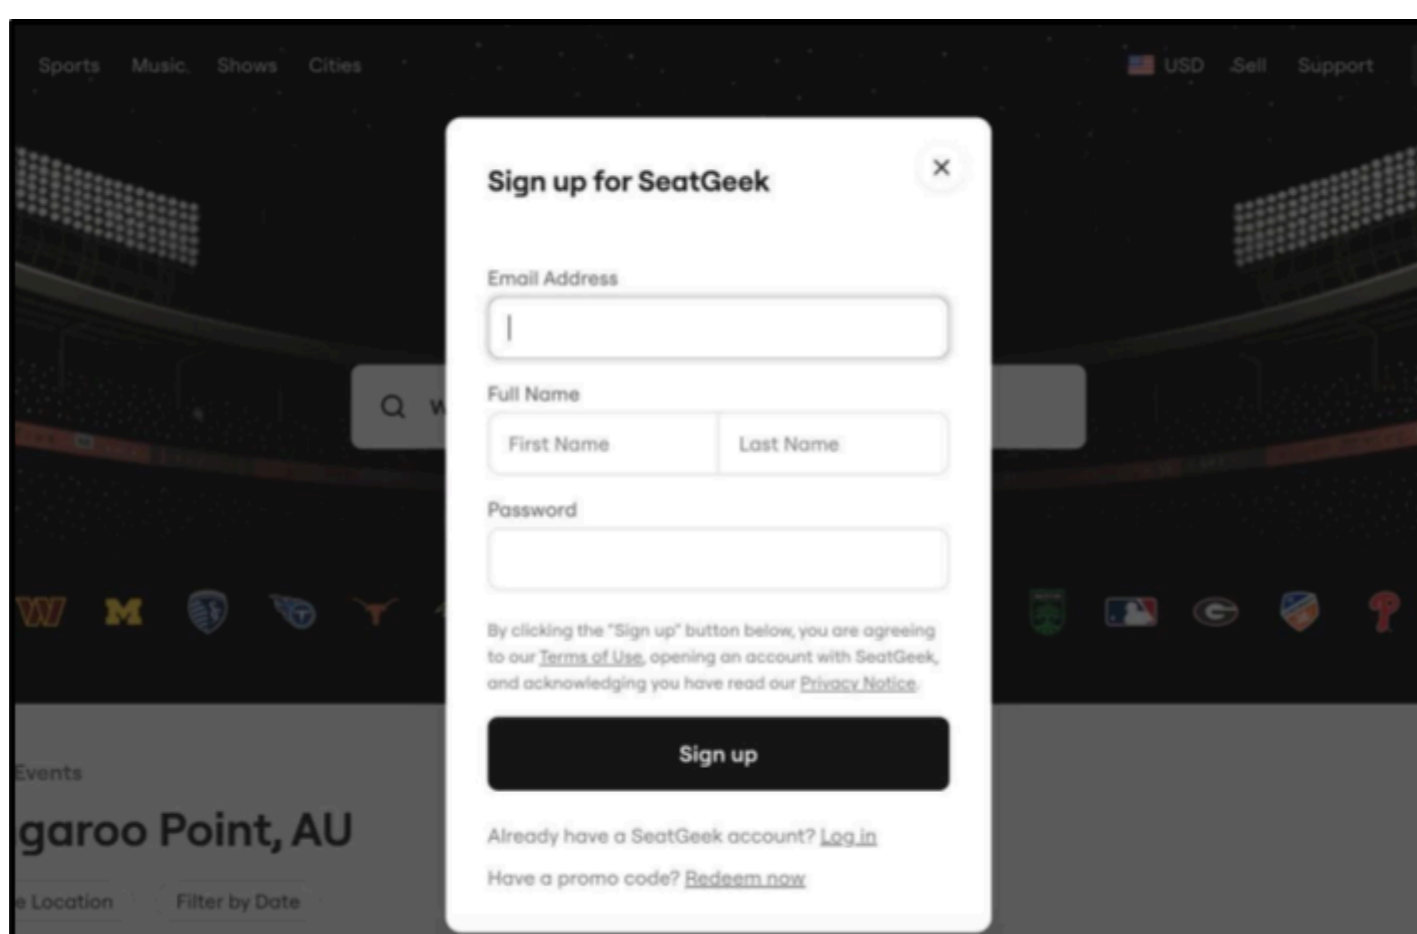 Sports Music Shows Cities USD Sell Support
Sign up for SeatGeek
Email Address
Full Name
First Name Last Name
Password
By clicking the "Sign up" button below, you are agreeing
to our Terms of Use, opening an account with SeatGeek,
and acknowledging you have read our Privacy Notice.
Sign up
Already have a SeatGeek account? Log in
Have a promo code? Redeem now
Events
garoo Point, AU
e Location Filter by Date